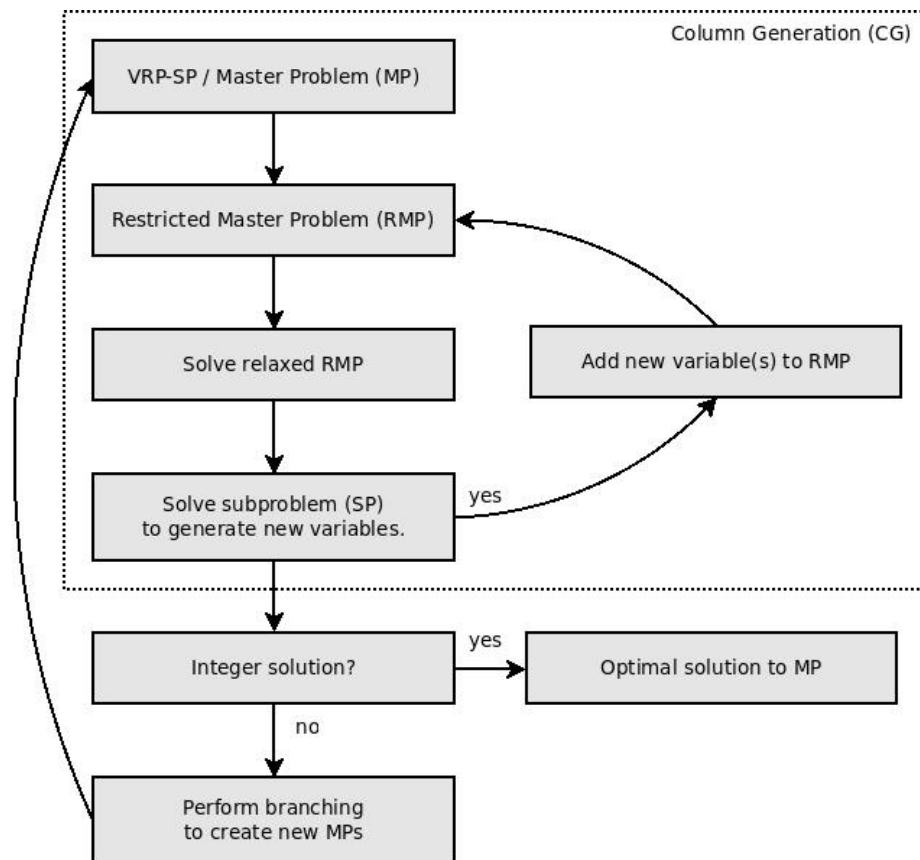 Column Generation (CG)
VRP-SP / Master Problem (MP)
Restricted Master Problem (RMP)
Solve relaxed RMP
Add new variable(s) to RMP
Solve subproblem (SP)
to generate new variables.
yes
Integer solution?
yes
Optimal solution to MP
no
Perform branching
to create new MPs